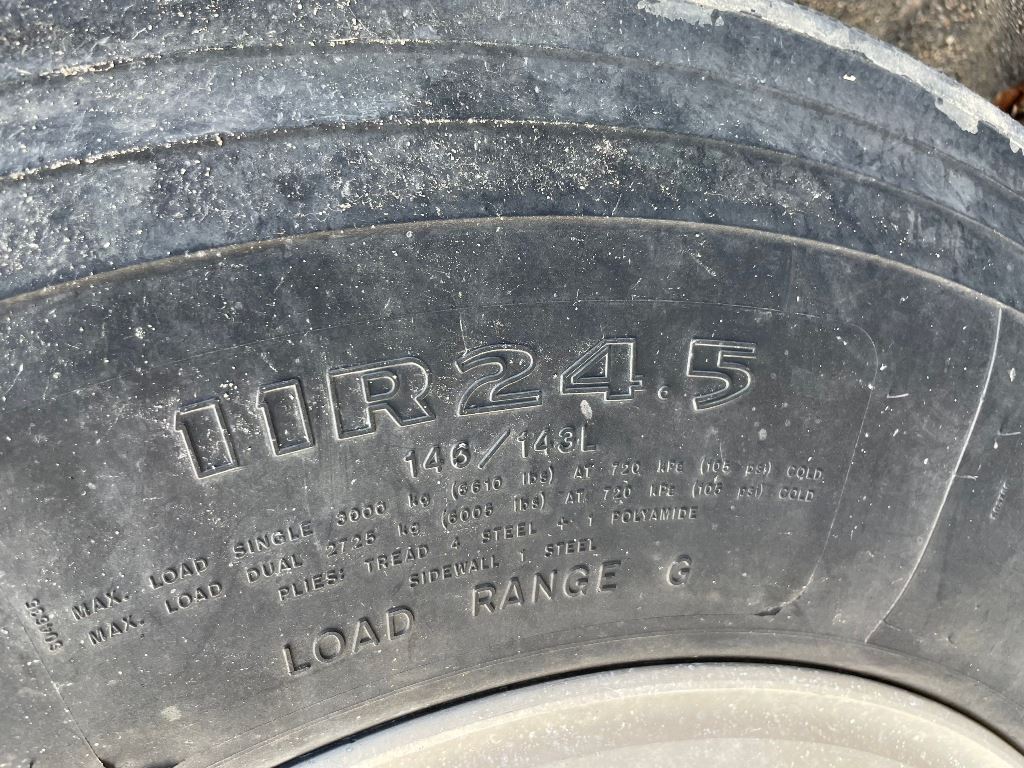 11R24.5
146/143L
MAX. LOAD SINGLE 3000 kg (6610 lbs) AT 720 kPa (105 psi) COLD
MAX. LOAD DUAL 2725 kg (6005 lbs) AT 720 kPa (105 psi) COLD
PLIES: TREAD 4 STEEL + 1 POLYAMIDE
SIDEWALL 1 STEEL
LOAD RANGE G